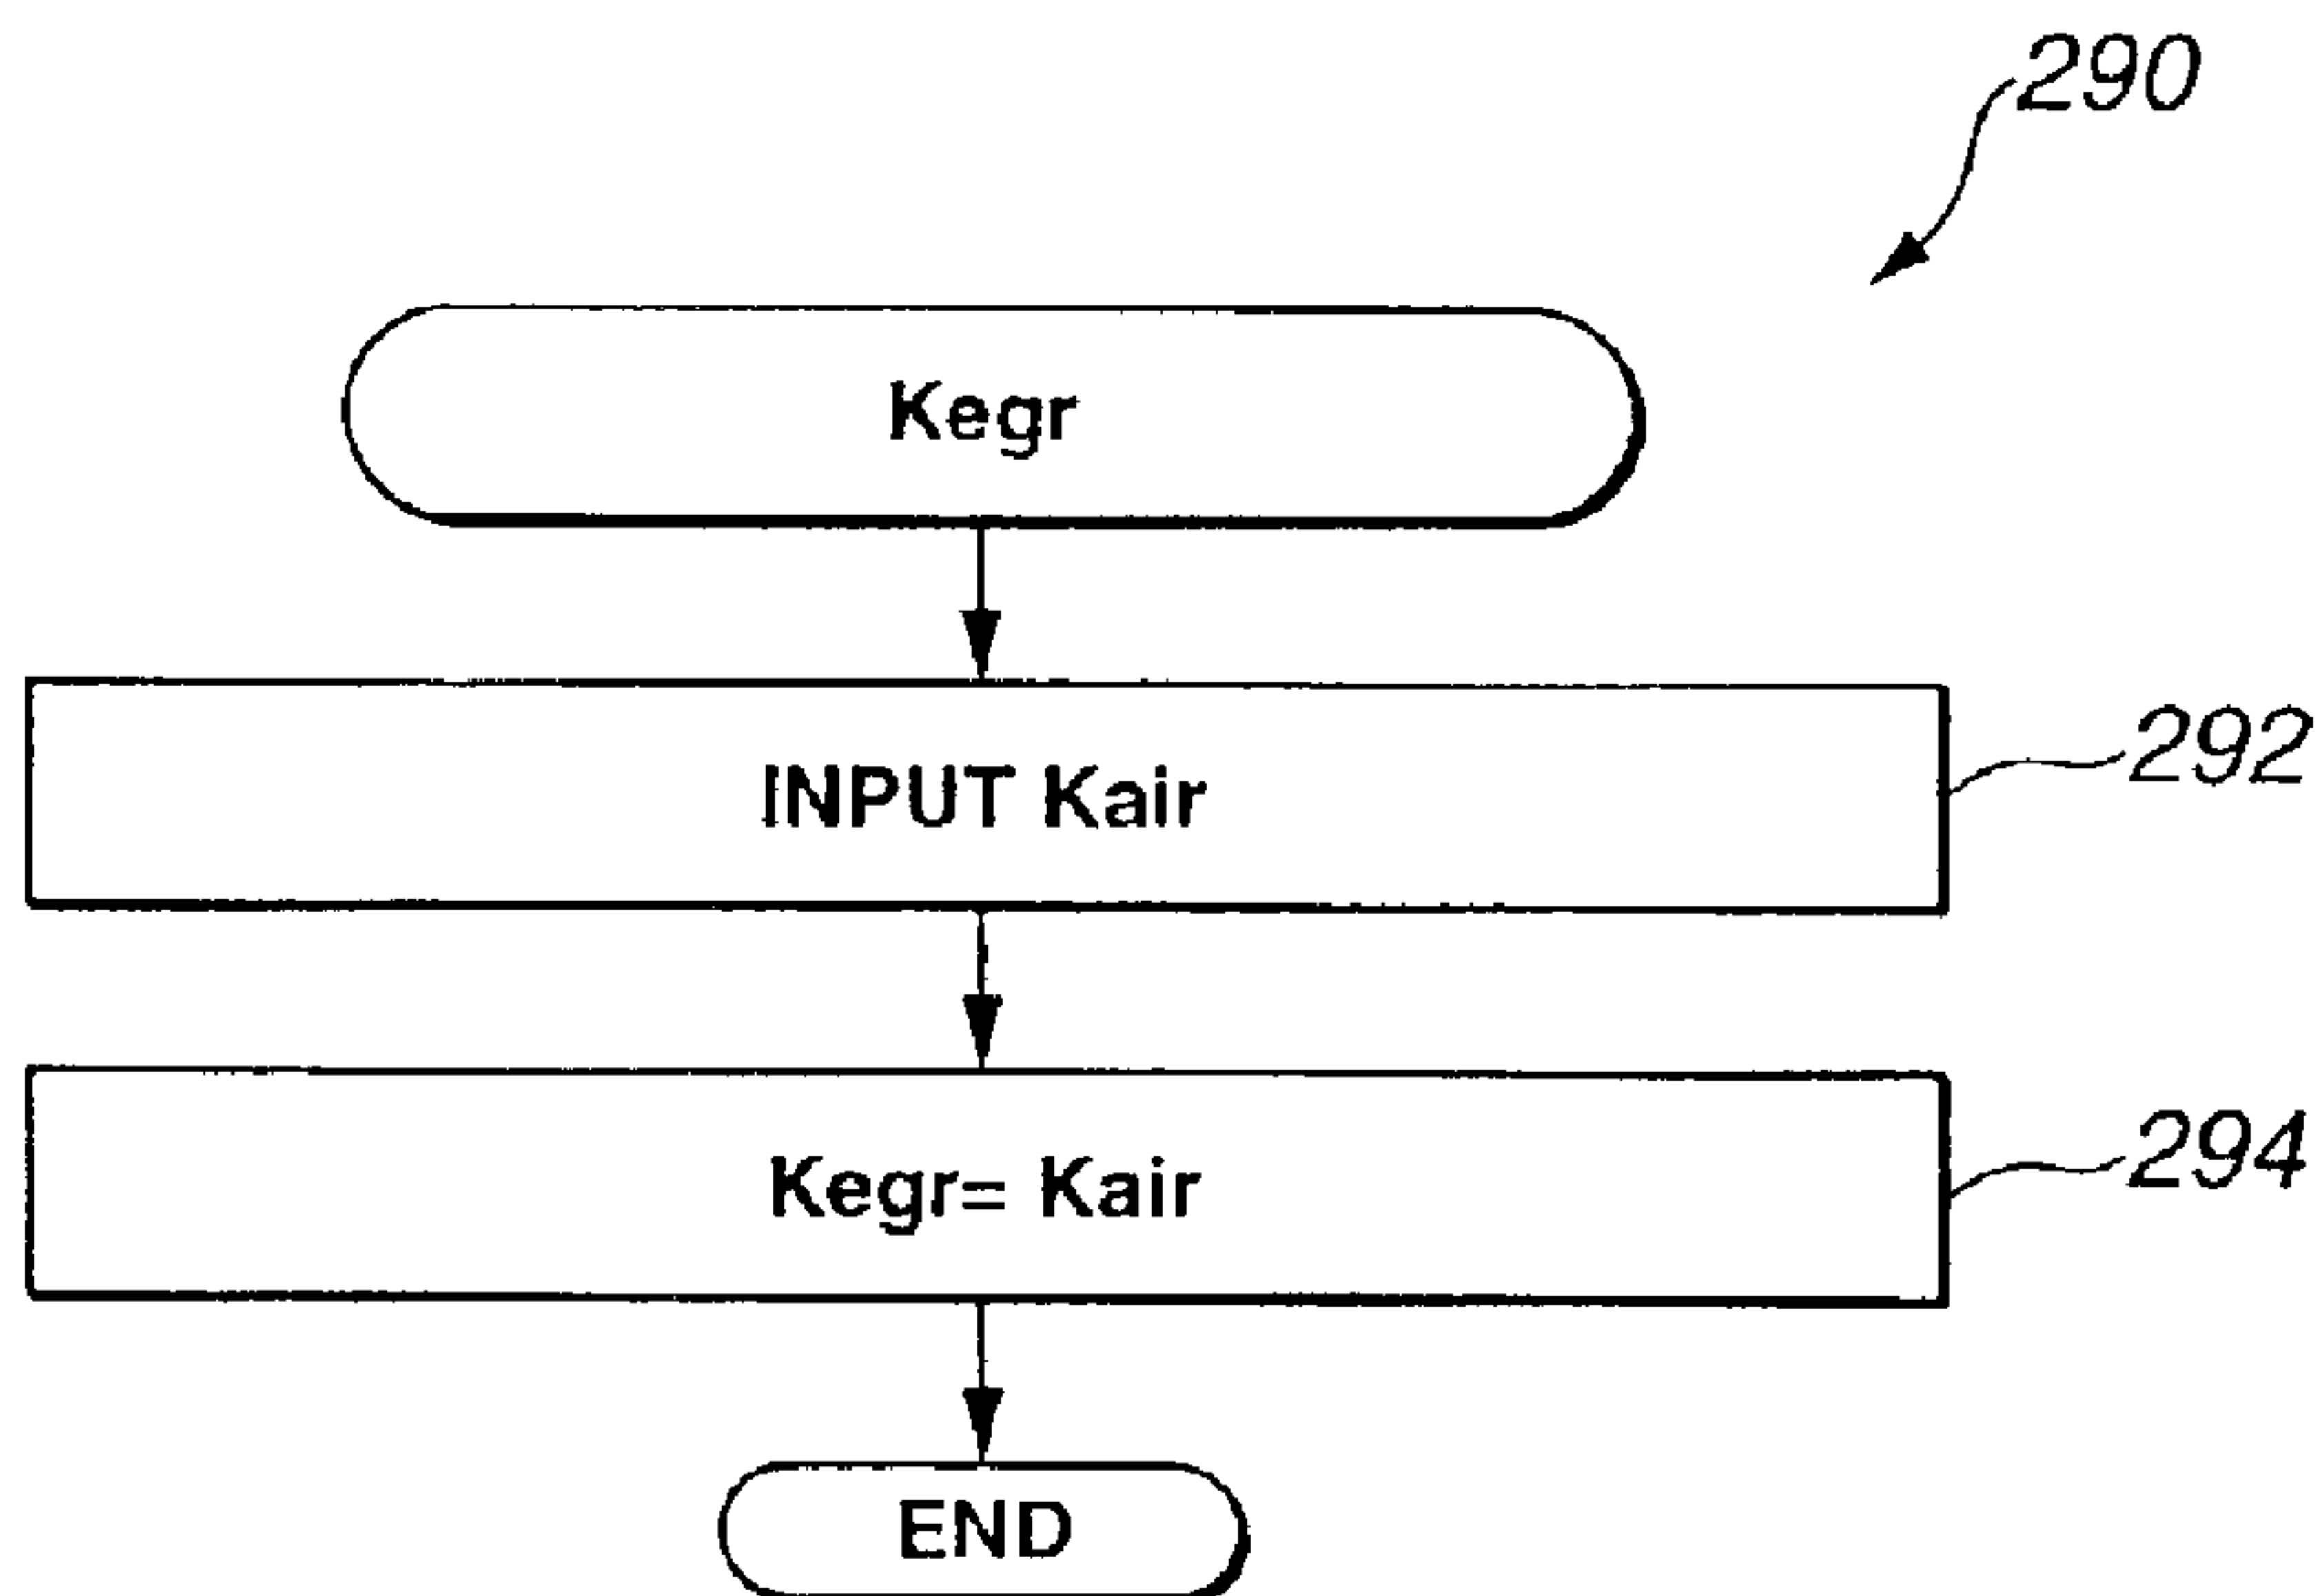 290
Kegr
INPUT Kair
292
Kegr= Kair
294
END